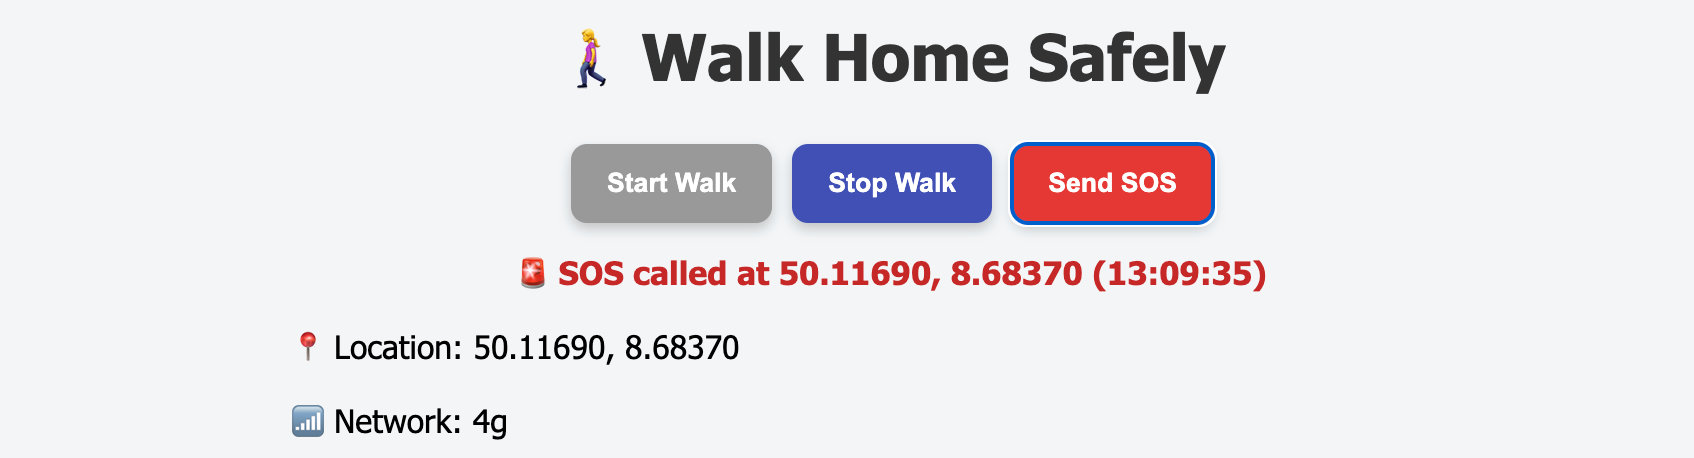 🚶‍♀️ Walk Home Safely
Start Walk Stop Walk Send SOS
🚨 SOS called at 50.11690, 8.68370 (13:09:35)
📍 Location: 50.11690, 8.68370
📶 Network: 4g